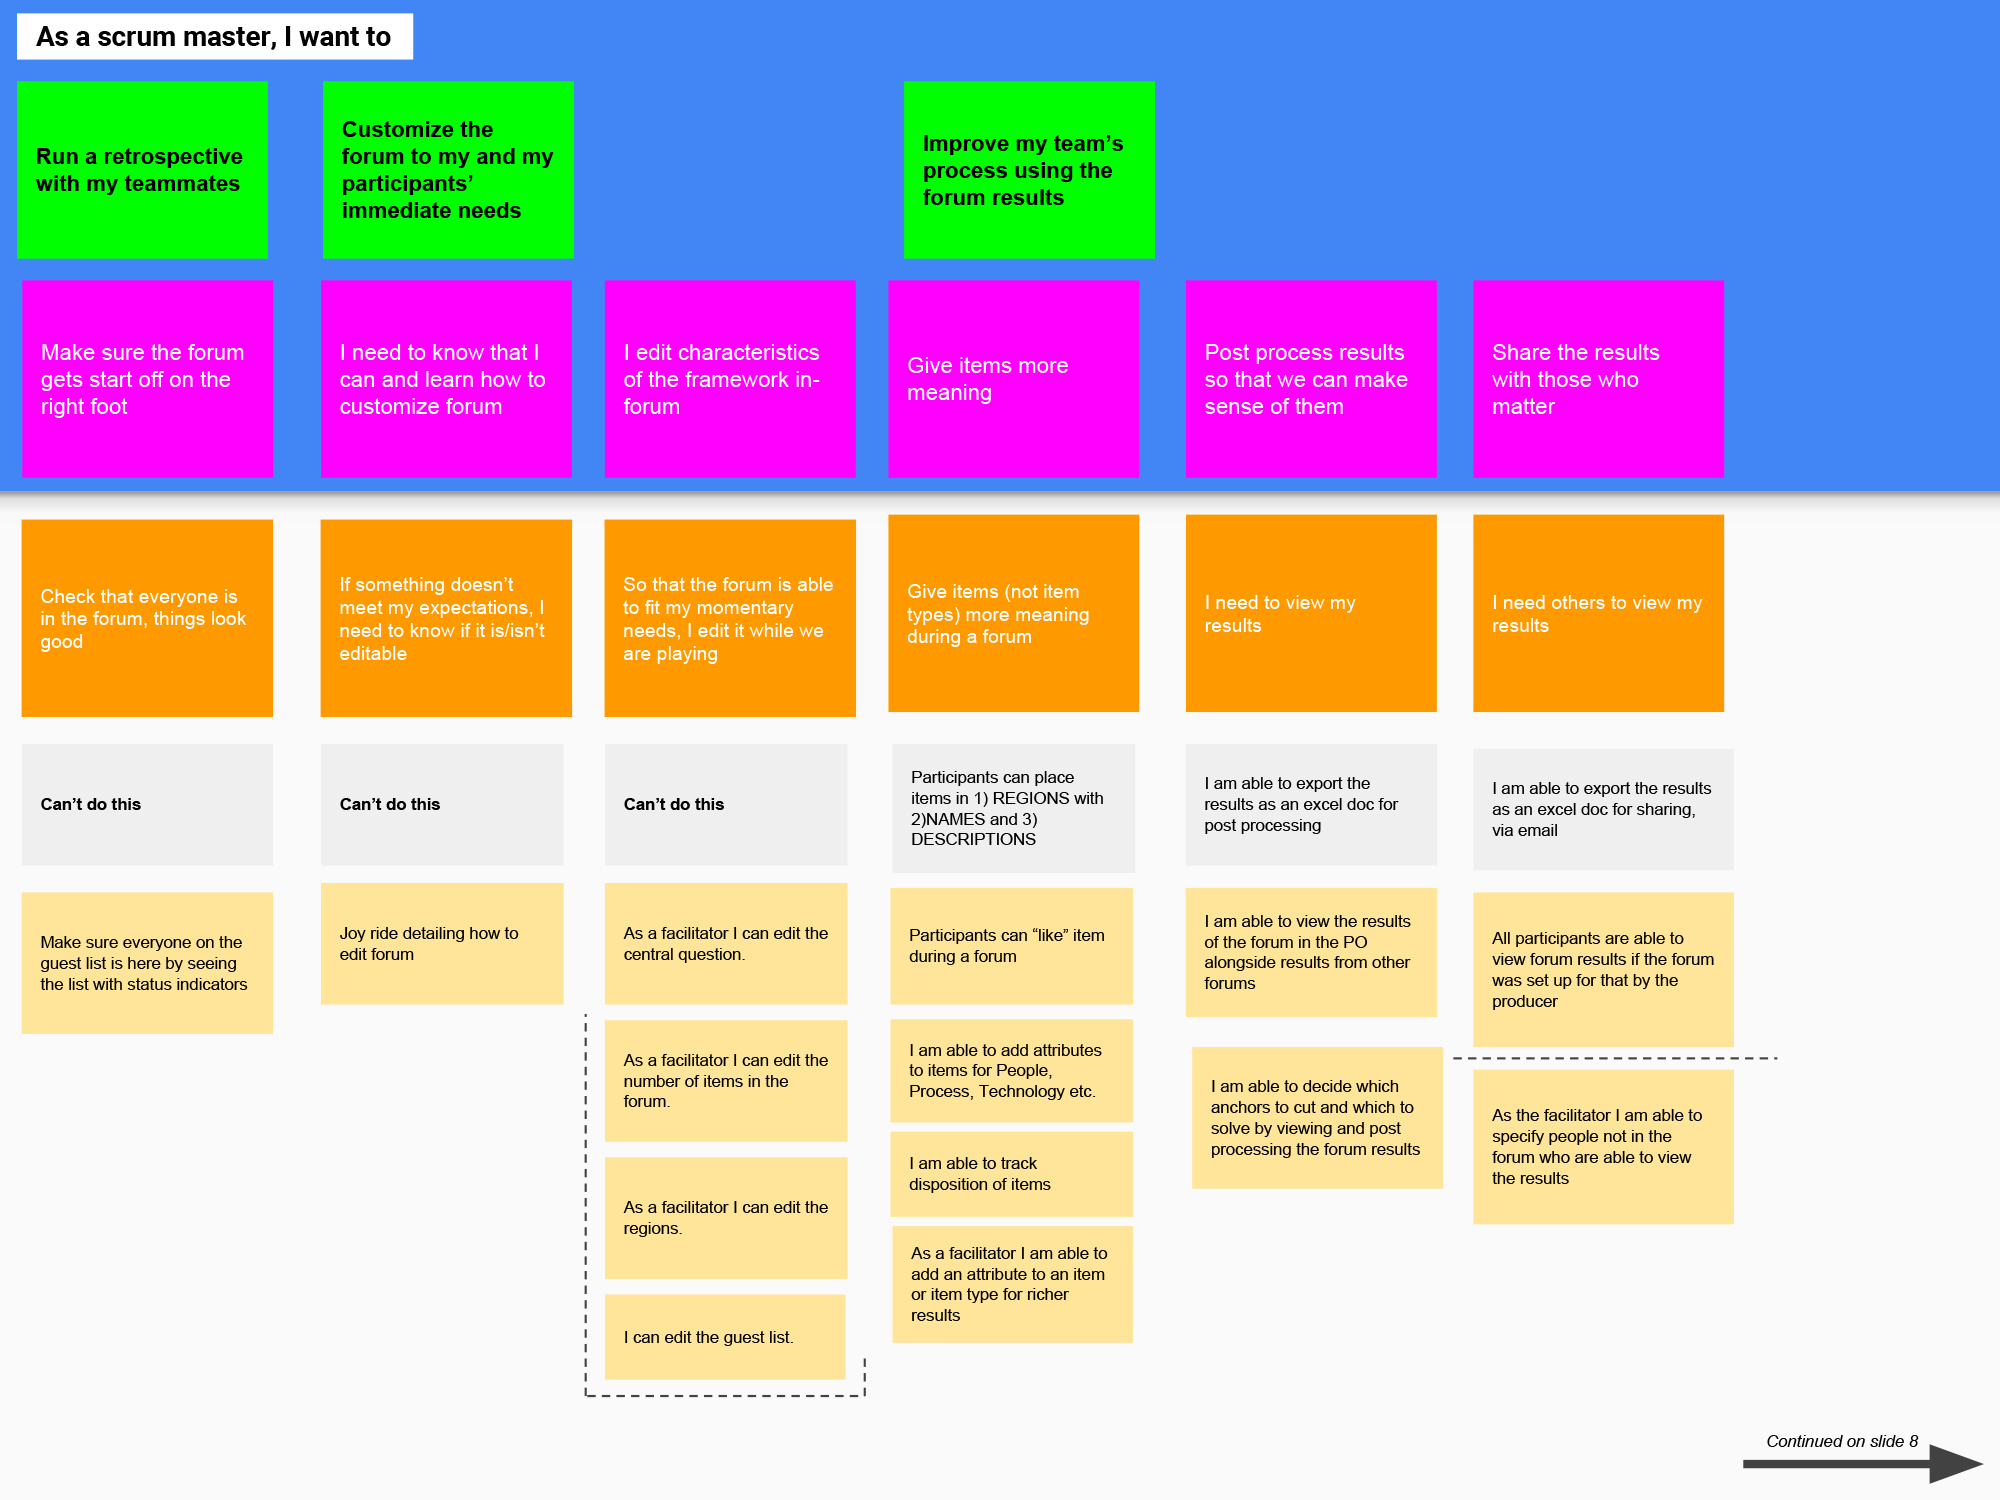 As a scrum master, I want to
Run a retrospective
with my teammates
Customize the
forum to my and my
participants’
immediate needs
Improve my team’s
process using the
forum results
Make sure the forum
gets start off on the
right foot
I need to know that I
can and learn how to
customize forum
I edit characteristics
of the framework in-
forum
Give items more
meaning
Post process results
so that we can make
sense of them
Share the results
with those who
matter
Check that everyone is
in the forum, things look
good
If something doesn’t
meet my expectations, I
need to know if it is/isn’t
editable
So that the forum is able
to fit my momentary
needs, I edit it while we
are playing
Give items (not item
types) more meaning
during a forum
I need to view my
results
I need others to view my
results
Can’t do this
Can’t do this
Can’t do this
Participants can place
items in 1) REGIONS with
2)NAMES and 3)
DESCRIPTIONS
I am able to export the
results as an excel doc for
post processing
I am able to export the results
as an excel doc for sharing,
via email
Make sure everyone on the
guest list is here by seeing
the list with status indicators
Joy ride detailing how to
edit forum
As a facilitator I can edit the
central question.
Participants can “like” item
during a forum
I am able to view the results
of the forum in the PO
alongside results from other
forums
All participants are able to
view forum results if the forum
was set up for that by the
producer
As a facilitator I can edit the
number of items in the
forum.
I am able to add attributes
to items for People,
Process, Technology etc.
I am able to decide which
anchors to cut and which to
solve by viewing and post
processing the forum results
As the facilitator I am able to
specify people not in the
forum who are able to view
the results
As a facilitator I can edit the
regions.
I am able to track
disposition of items
As a facilitator I am able to
add an attribute to an item
or item type for richer
results
I can edit the guest list.
Continued on slide 8